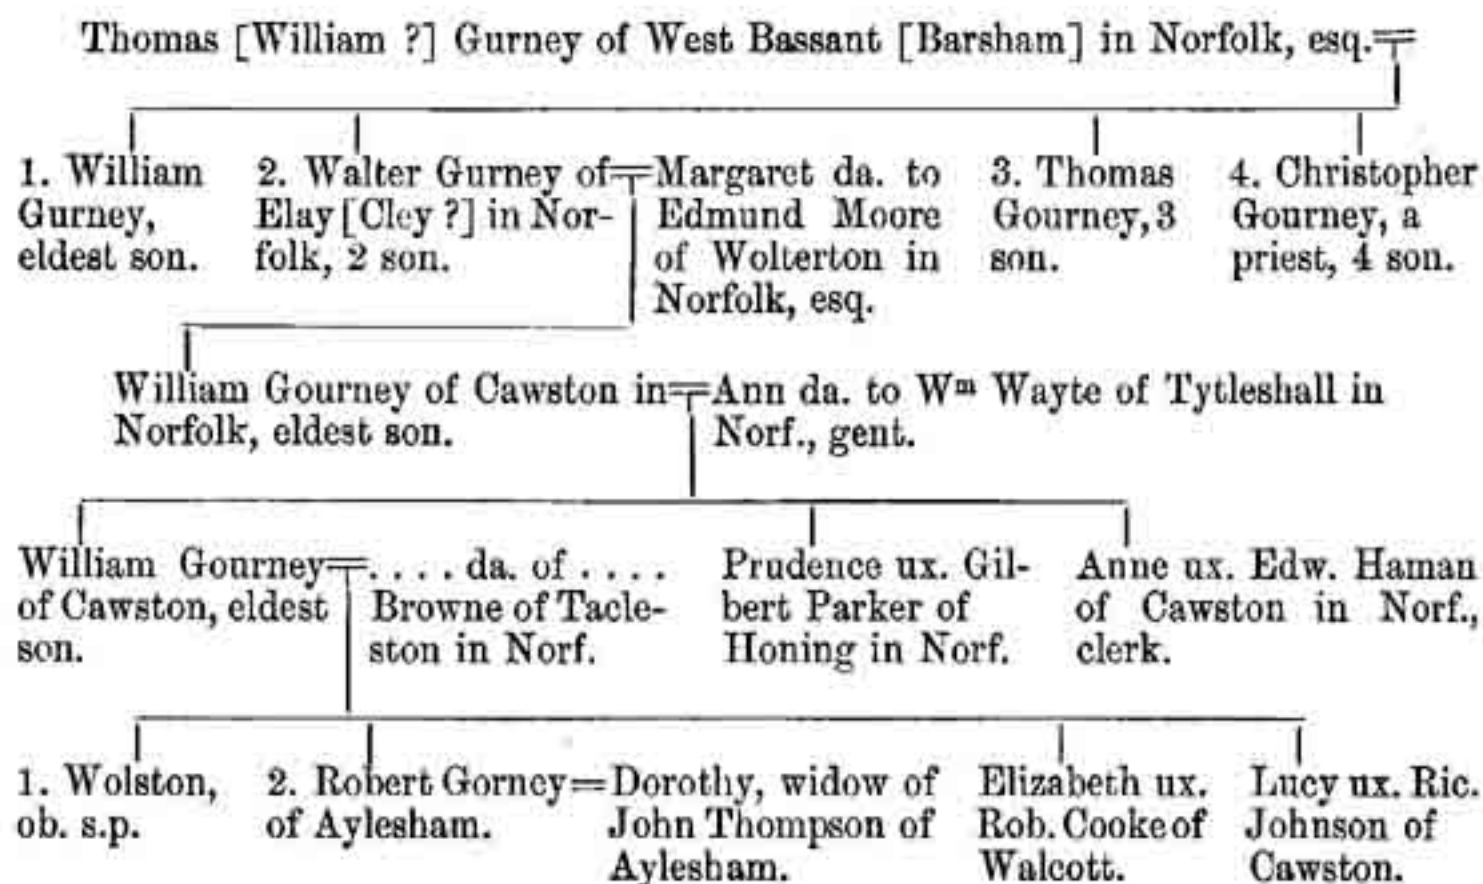 Thomas [William ?] Gurney of West Bassant [Barsham] in Norfolk, esq.
1. William
Gurney,
eldest son.
2. Walter Gurney of
Elay [Cley ?] in Nor-
folk, 2 son.
Margaret da. to
Edmund Moore
of Wolterton in
Norfolk, esq.
3. Thomas
Gourney, 3
son.
4. Christopher
Gourney, a
priest, 4 son.
William Gourney of Cawston in
Norfolk, eldest son.
Ann da. to Wᵐ Wayte of Tytleshall in
Norf., gent.
William Gourney
of Cawston, eldest
son.
. . . . da. of . . . .
Browne of Tacle-
ston in Norf.
Prudence ux. Gil-
bert Parker of
Honing in Norf.
Anne ux. Edw. Haman
of Cawston in Norf.,
clerk.
1. Wolston,
ob. s.p.
2. Robert Gorney
of Aylesham.
Dorothy, widow of
John Thompson of
Aylesham.
Elizabeth ux.
Rob. Cooke of
Walcott.
Lucy ux. Ric.
Johnson of
Cawston.